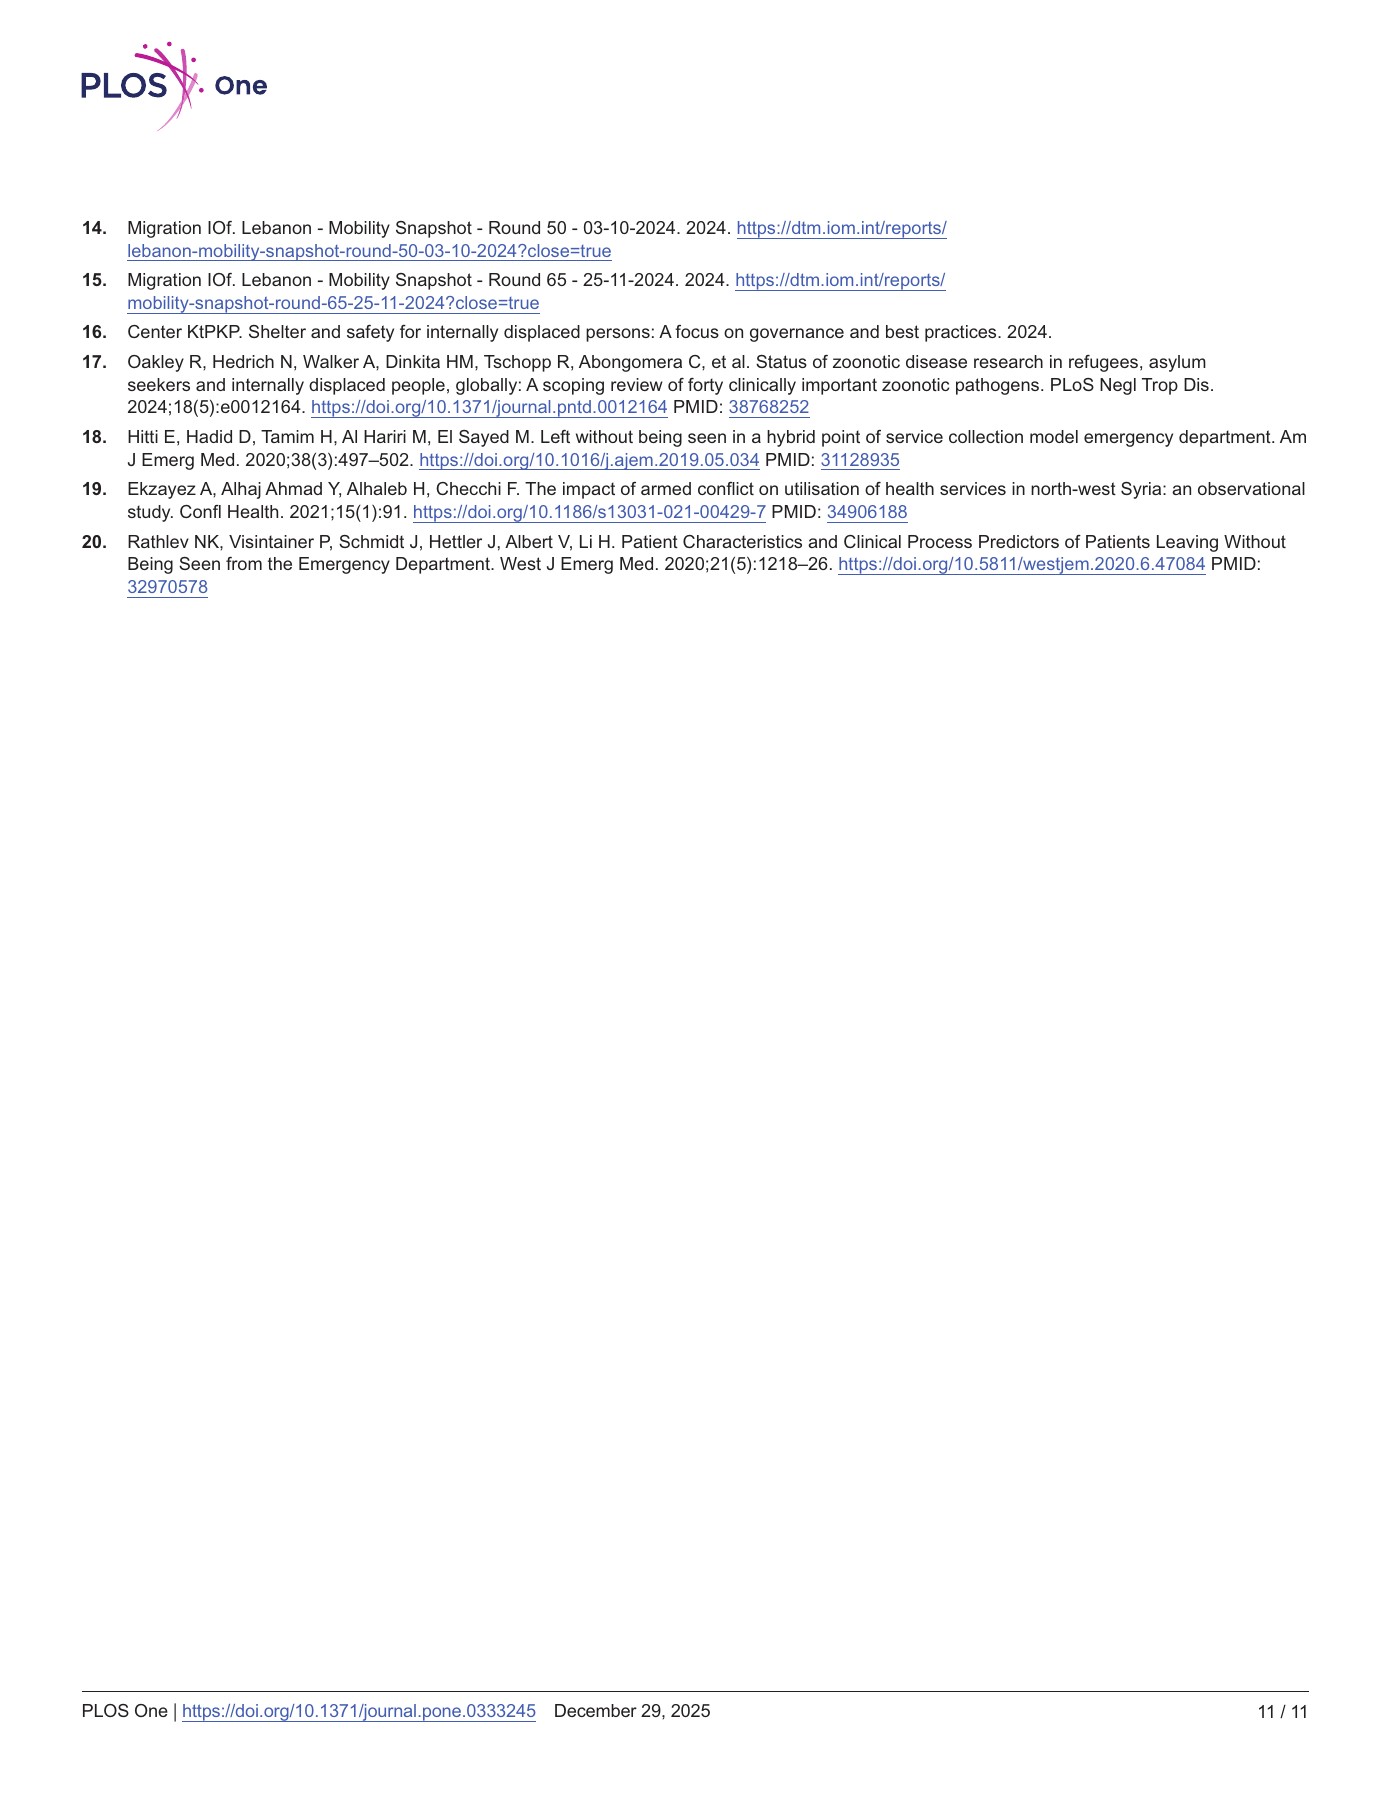 PLOS One
14. Migration IOf. Lebanon - Mobility Snapshot - Round 50 - 03-10-2024. 2024. https://dtm.iom.int/reports/
lebanon-mobility-snapshot-round-50-03-10-2024?close=true
15. Migration IOf. Lebanon - Mobility Snapshot - Round 65 - 25-11-2024. 2024. https://dtm.iom.int/reports/
mobility-snapshot-round-65-25-11-2024?close=true
16. Center KtPKP. Shelter and safety for internally displaced persons: A focus on governance and best practices. 2024.
17. Oakley R, Hedrich N, Walker A, Dinkita HM, Tschopp R, Abongomera C, et al. Status of zoonotic disease research in refugees, asylum
seekers and internally displaced people, globally: A scoping review of forty clinically important zoonotic pathogens. PLoS Negl Trop Dis.
2024;18(5):e0012164. https://doi.org/10.1371/journal.pntd.0012164 PMID: 38768252
18. Hitti E, Hadid D, Tamim H, Al Hariri M, El Sayed M. Left without being seen in a hybrid point of service collection model emergency department. Am
J Emerg Med. 2020;38(3):497–502. https://doi.org/10.1016/j.ajem.2019.05.034 PMID: 31128935
19. Ekzayez A, Alhaj Ahmad Y, Alhaleb H, Checchi F. The impact of armed conflict on utilisation of health services in north-west Syria: an observational
study. Confl Health. 2021;15(1):91. https://doi.org/10.1186/s13031-021-00429-7 PMID: 34906188
20. Rathlev NK, Visintainer P, Schmidt J, Hettler J, Albert V, Li H. Patient Characteristics and Clinical Process Predictors of Patients Leaving Without
Being Seen from the Emergency Department. West J Emerg Med. 2020;21(5):1218–26. https://doi.org/10.5811/westjem.2020.6.47084 PMID:
32970578
PLOS One | https://doi.org/10.1371/journal.pone.0333245 December 29, 2025 11 / 11